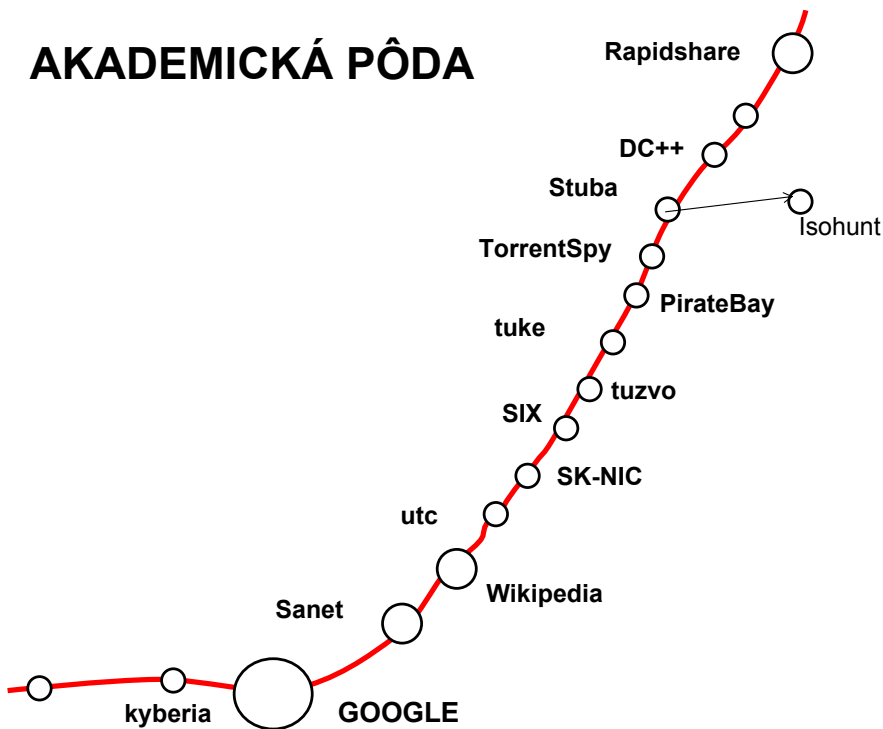 AKADEMICKÁ PÔDA
Rapidshare
DC++
Stuba
Isohunt
TorrentSpy
PirateBay
tuke
tuzvo
SIX
SK-NIC
utc
Wikipedia
Sanet
kyberia
GOOGLE